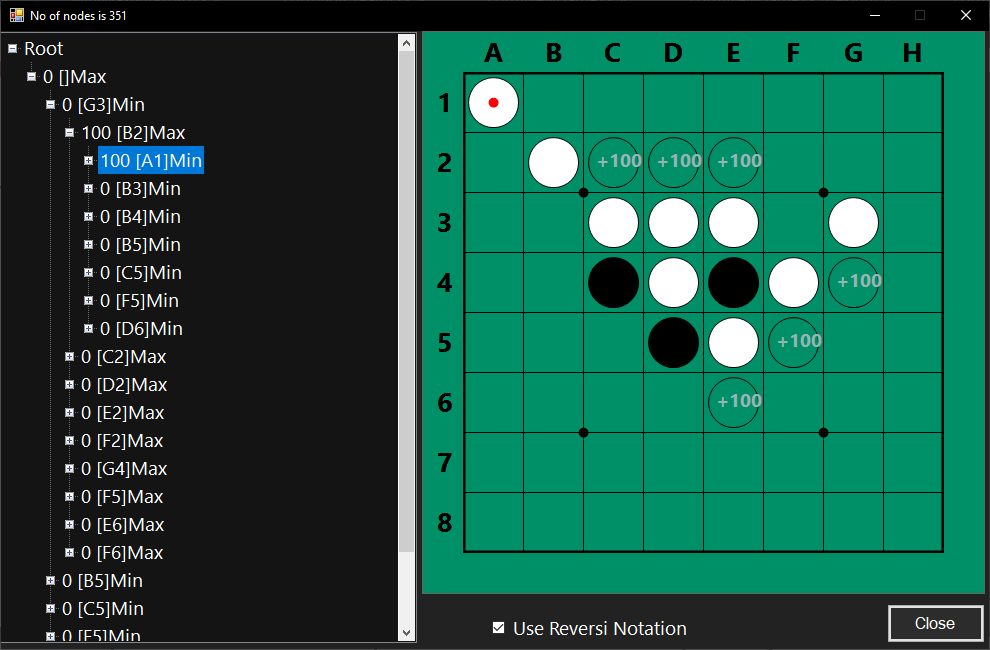 No of nodes is 351
Root
0 []Max
0 [G3]Min
100 [B2]Max
100 [A1]Min
0 [B3]Min
0 [B4]Min
0 [B5]Min
0 [C5]Min
0 [F5]Min
0 [D6]Min
0 [C2]Max
0 [D2]Max
0 [E2]Max
0 [F2]Max
0 [G4]Max
0 [F5]Max
0 [E6]Max
0 [F6]Max
0 [B5]Min
0 [C5]Min
0 [F5]Min
A B C D E F G H
1
2 +100 +100 +100
3
4 +100
5 +100
6 +100
7
8
Use Reversi Notation
Close